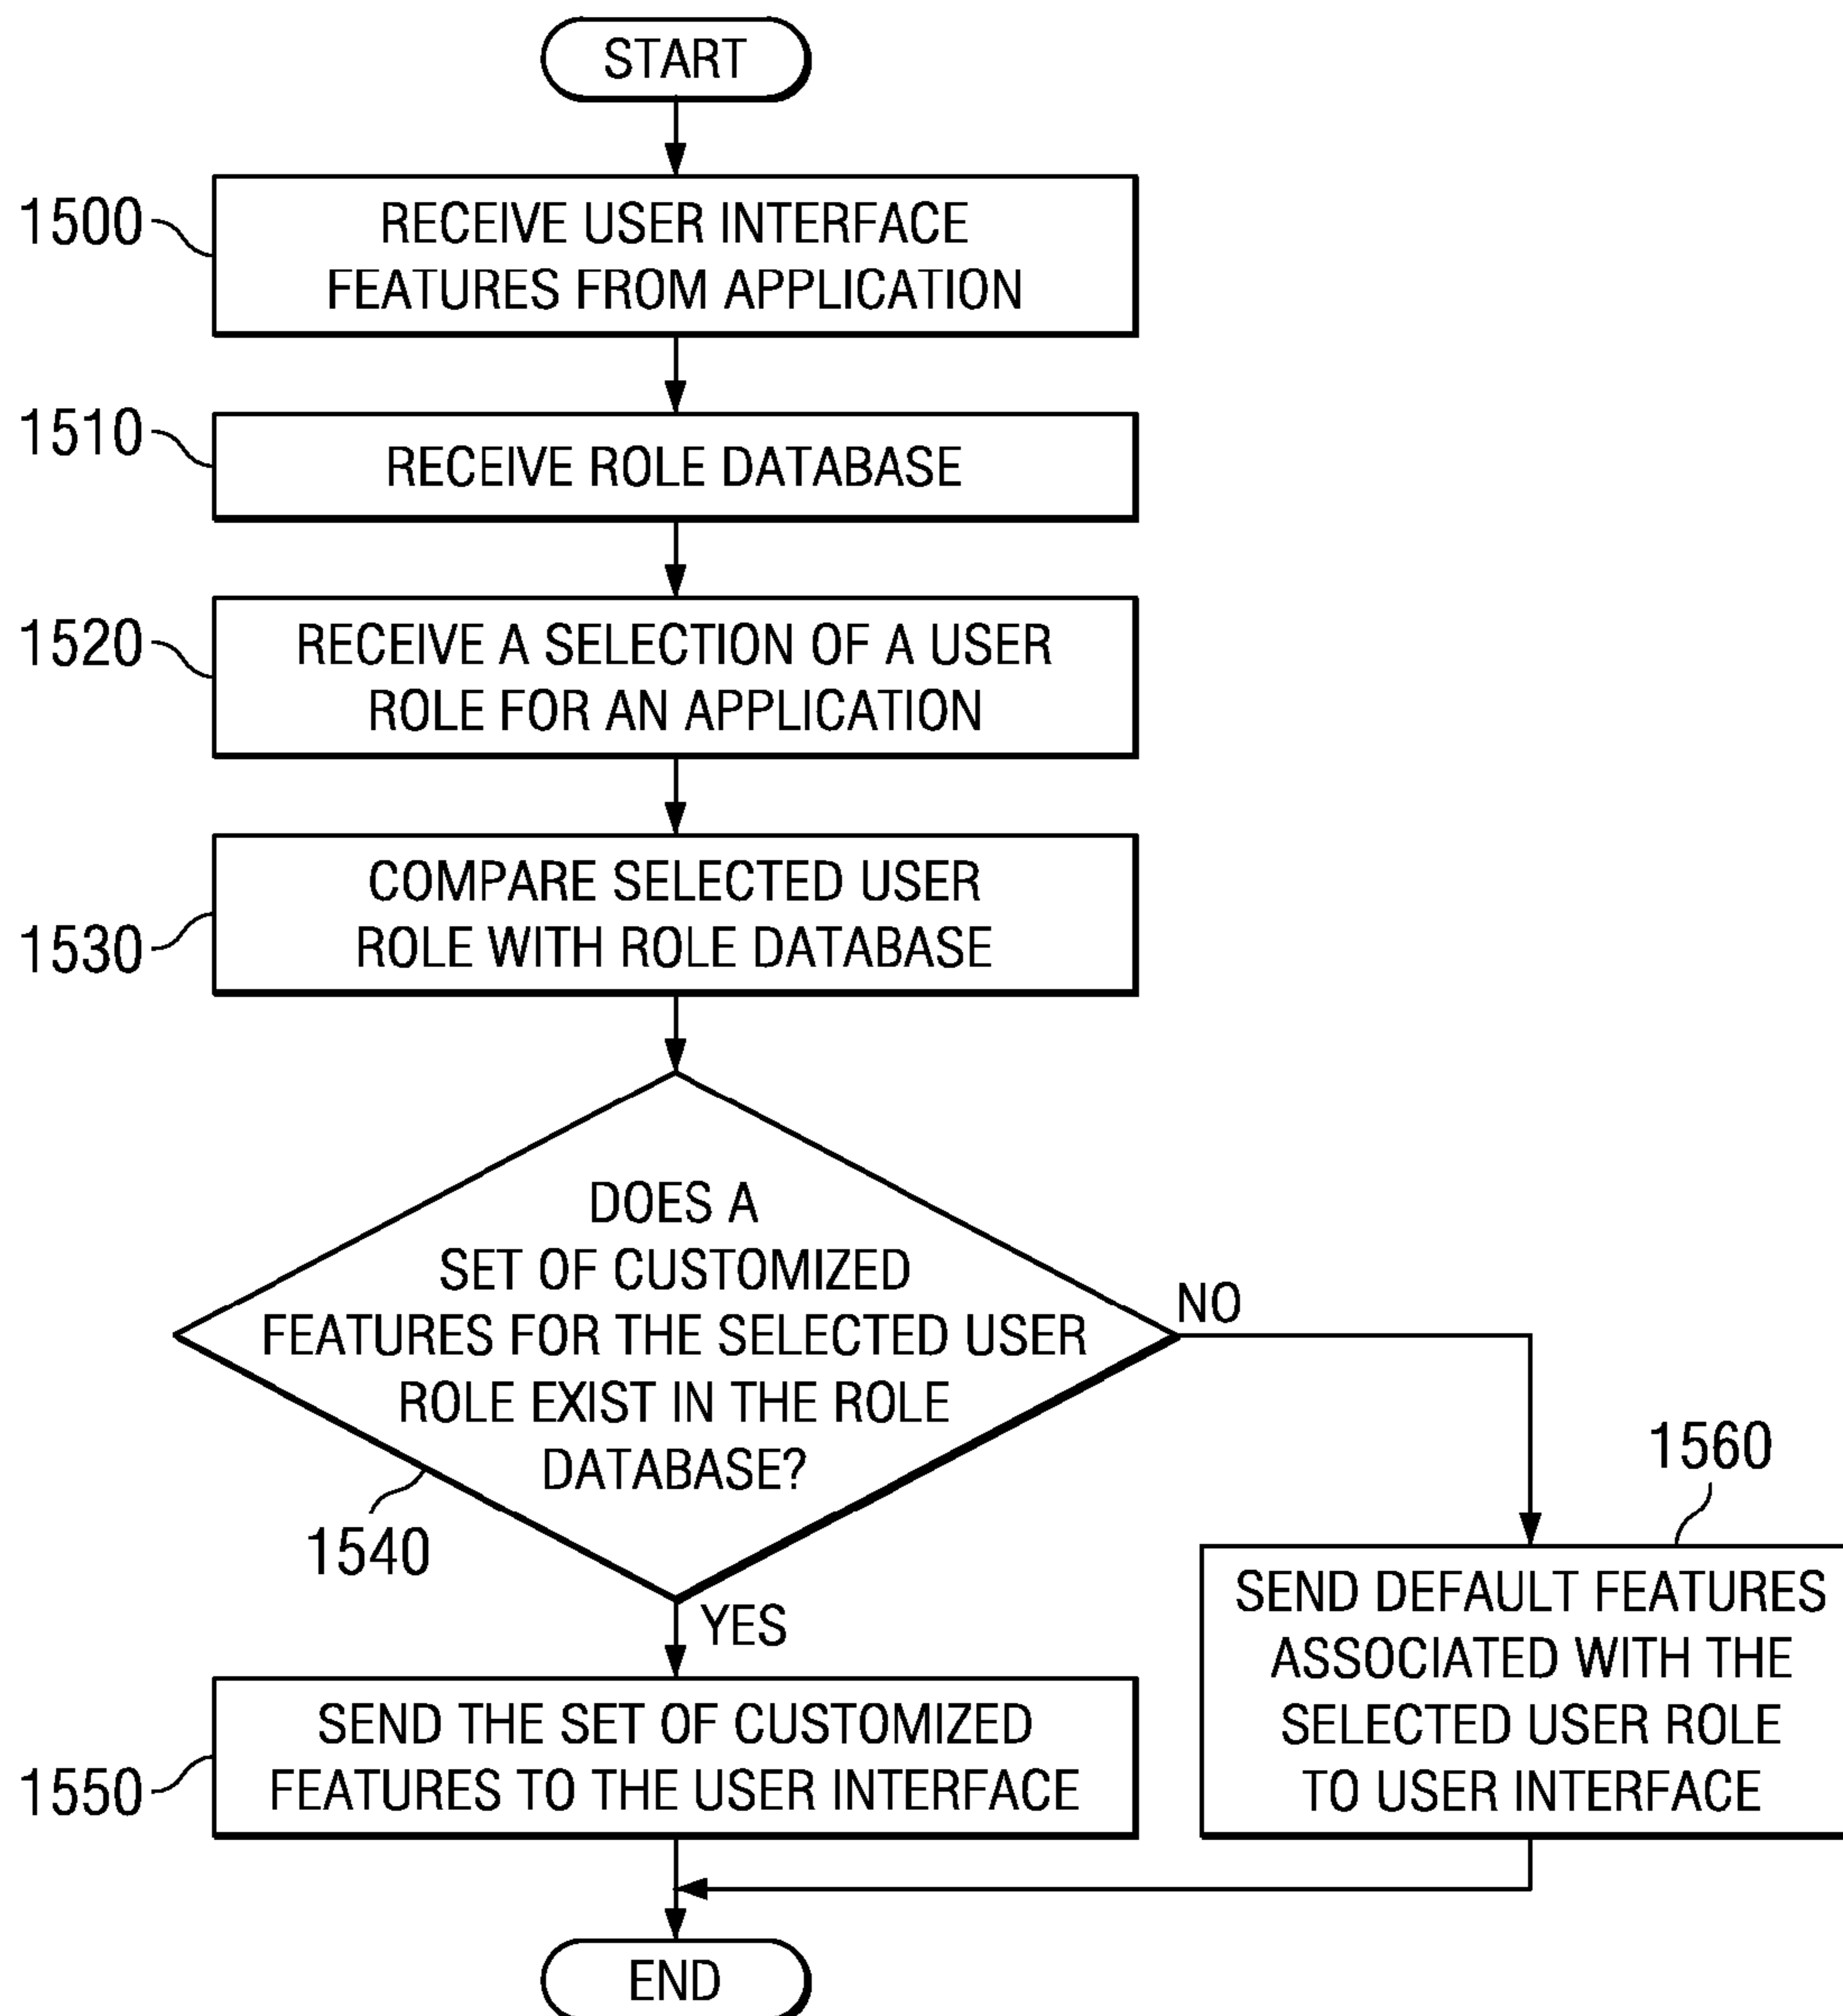 START
1500
RECEIVE USER INTERFACE
FEATURES FROM APPLICATION
1510
RECEIVE ROLE DATABASE
1520
RECEIVE A SELECTION OF A USER
ROLE FOR AN APPLICATION
1530
COMPARE SELECTED USER
ROLE WITH ROLE DATABASE
DOES A
SET OF CUSTOMIZED
FEATURES FOR THE SELECTED USER
ROLE EXIST IN THE ROLE
DATABASE?
1540
NO
YES
1560
SEND DEFAULT FEATURES
ASSOCIATED WITH THE
SELECTED USER ROLE
TO USER INTERFACE
1550
SEND THE SET OF CUSTOMIZED
FEATURES TO THE USER INTERFACE
END